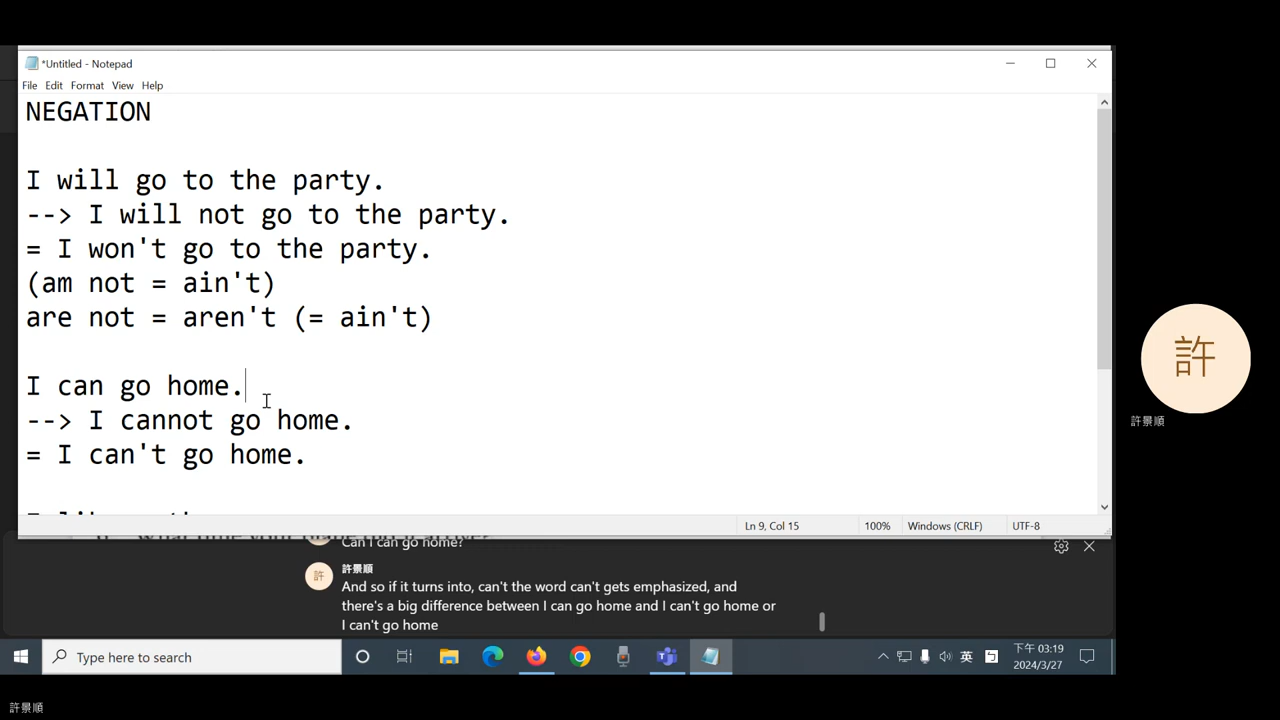 *Untitled - Notepad
File Edit Format View Help
NEGATION
I will go to the party.
--> I will not go to the party.
= I won't go to the party.
(am not = ain't)
are not = aren't (= ain't)
I can go home.
--> I cannot go home.
= I can't go home.
Ln 9, Col 15 100% Windows (CRLF) UTF-8
Can I can go home?
許 許景順
And so if it turns into, can't the word can't gets emphasized, and
there's a big difference between I can go home and I can't go home or
I can't go home
Type here to search
英
下午 03:19
2024/3/27
許
許景順
許景順